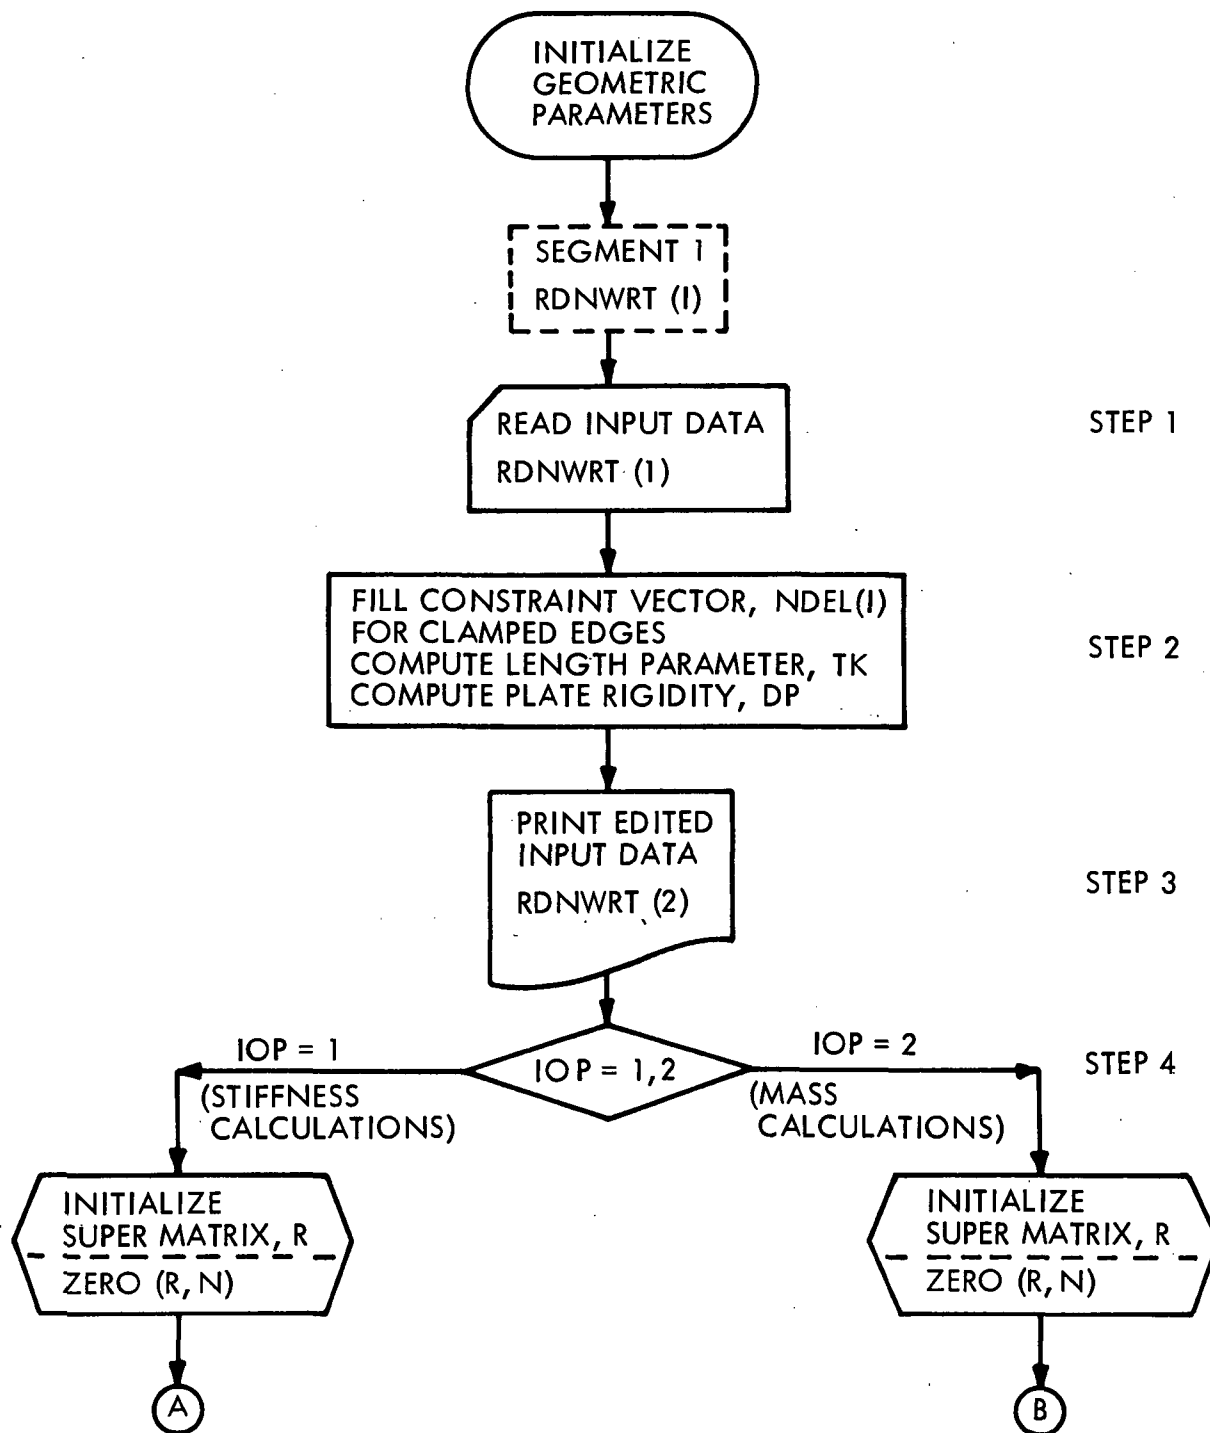 INITIALIZE
GEOMETRIC
PARAMETERS
SEGMENT 1
RDNWRT (I)
READ INPUT DATA
RDNWRT (1)
STEP 1
FILL CONSTRAINT VECTOR, NDEL(I)
FOR CLAMPED EDGES
COMPUTE LENGTH PARAMETER, TK
COMPUTE PLATE RIGIDITY, DP
STEP 2
PRINT EDITED
INPUT DATA
RDNWRT (2)
STEP 3
IOP = 1
IOP = 1,2
IOP = 2
STEP 4
(STIFFNESS
CALCULATIONS)
(MASS
CALCULATIONS)
INITIALIZE
SUPER MATRIX, R
ZERO (R, N)
INITIALIZE
SUPER MATRIX, R
ZERO (R, N)
A
B